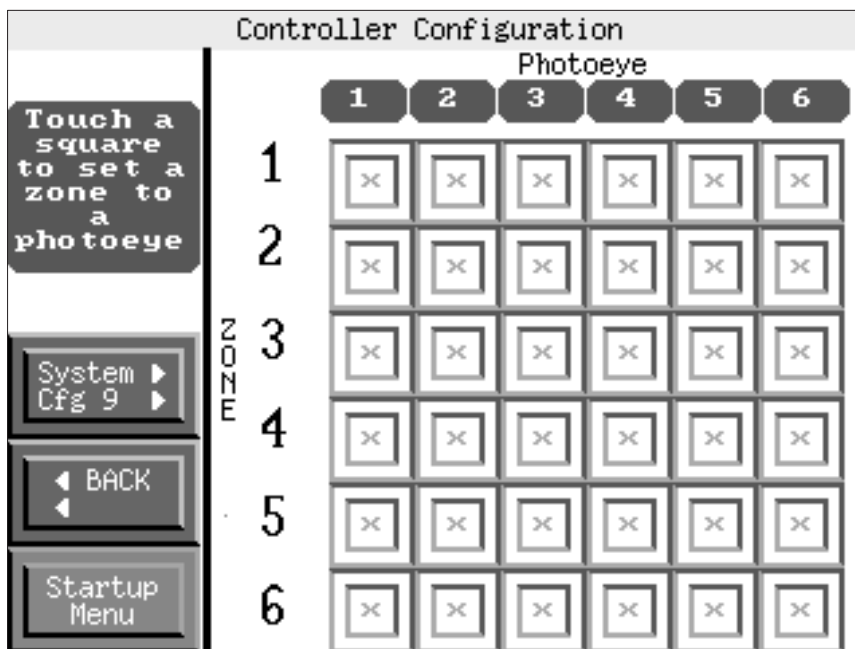 Controller Configuration
Photoeye
1 2 3 4 5 6
Touch a
square
to set a
zone to
a
photoeye
System
Cfg 9
BACK
Startup
Menu
ZONE
1 × × × × × ×
2 × × × × × ×
3 × × × × × ×
4 × × × × × ×
5 × × × × × ×
6 × × × × × ×